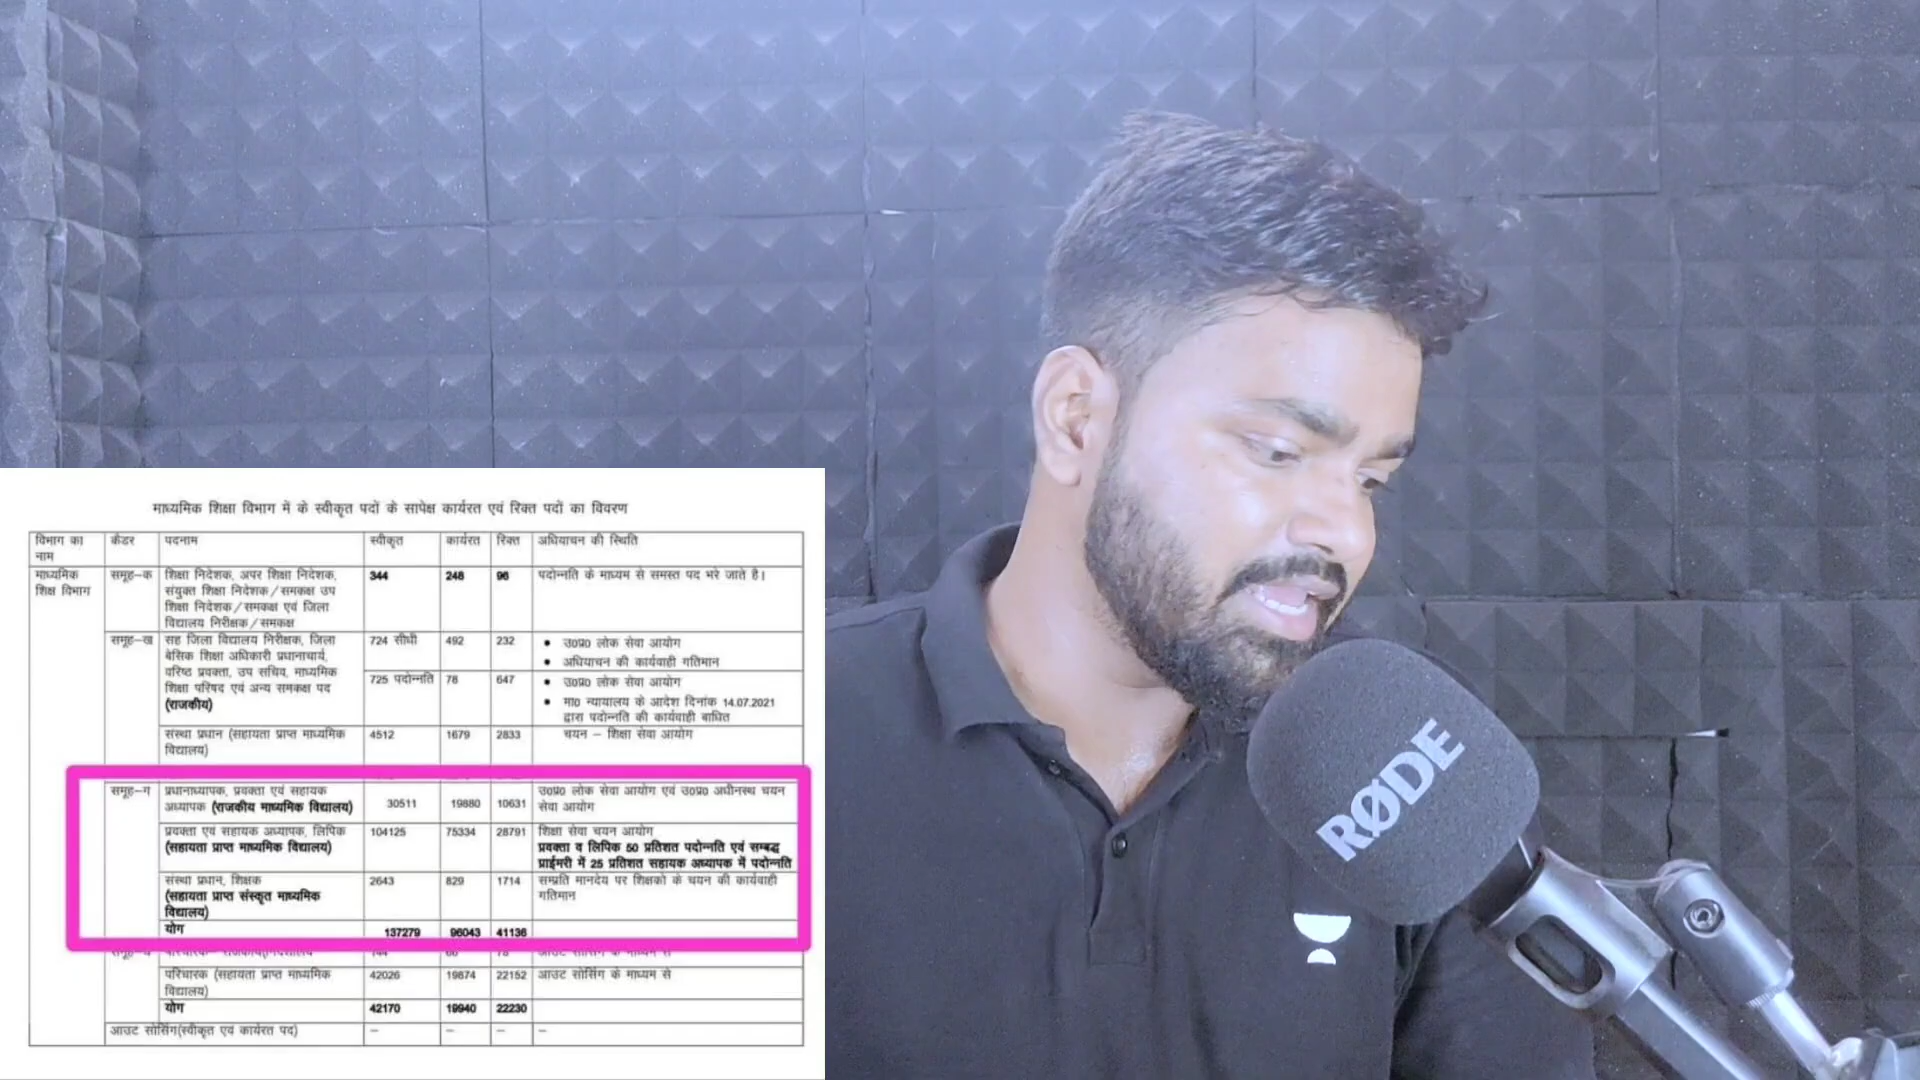 माध्यमिक शिक्षा विभाग में के स्वीकृत पदों के सापेक्ष कार्यरत एवं रिक्त पदों का विवरण
विभाग का नाम कैडर पदनाम स्वीकृत कार्यरत रिक्त अधियाचन की स्थिति
माध्यमिक शिक्ष विभाग
समूह-क शिक्षा निदेशक, अपर शिक्षा निदेशक, 344 248 96 पदोन्नति के माध्यम से समस्त पद भरे जाते है।
संयुक्त शिक्षा निदेशक/समकक्ष उप
शिक्षा निदेशक/समकक्ष एवं जिला
विद्यालय निरीक्षक/समकक्ष
समूह-ख सह जिला विद्यालय निरीक्षक, जिला 724 सीधी 492 232 • उ0प्र0 लोक सेवा आयोग
बेसिक शिक्षा अधिकारी प्रधानाचार्य, • अधियाचन की कार्यवाही गतिमान
वरिष्ठ प्रवक्ता, उप सचिव, माध्यमिक 725 पदोन्नति 78 647 • उ0प्र0 लोक सेवा आयोग
शिक्षा परिषद एवं अन्य समकक्ष पद • मा0 न्यायालय के आदेश दिनांक 14.07.2021
(राजकीय) द्वारा पदोन्नति की कार्यवाही बाधित
संस्था प्रधान (सहायता प्राप्त माध्यमिक 4512 1679 2833 चयन – शिक्षा सेवा आयोग
विद्यालय)
समूह-ग प्रधानाध्यापक, प्रवक्ता एवं सहायक 30511 19880 10631 उ0प्र0 लोक सेवा आयोग एवं उ0प्र0 अधीनस्थ चयन
अध्यापक (राजकीय माध्यमिक विद्यालय) सेवा आयोग
प्रवक्ता एवं सहायक अध्यापक, लिपिक 104125 75334 28791 शिक्षा सेवा चयन आयोग
(सहायता प्राप्त माध्यमिक विद्यालय) प्रवक्ता व लिपिक 50 प्रतिशत पदोन्नति एवं सम्बद्ध
प्राईमरी में 25 प्रतिशत सहायक अध्यापक में पदोन्नति
संस्था प्रधान, शिक्षक 2643 829 1714 सम्प्रति मानदेय पर शिक्षको के चयन की कार्यवाही
(सहायता प्राप्त संस्कृत माध्यमिक गतिमान
विद्यालय)
योग 137279 96043 41136
परिचारक (सहायता प्राप्त माध्यमिक 42026 19874 22152 आउट सोसिंग के माध्यम से
विद्यालय)
योग 42170 19940 22230
आउट सोसिंग(स्वीकृत एवं कार्यरत पद) – – –
RØDE